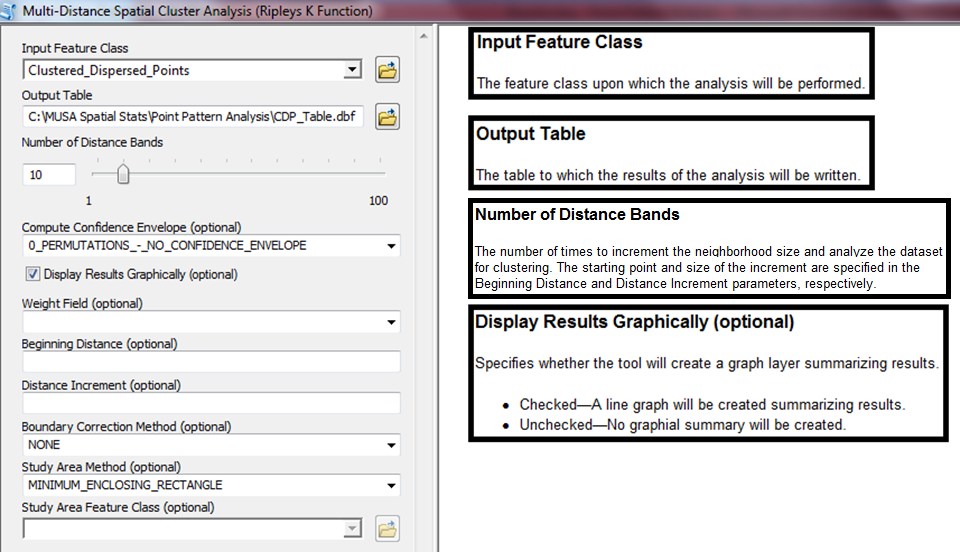 Multi-Distance Spatial Cluster Analysis (Ripleys K Function)
Input Feature Class
Clustered_Dispersed_Points
Output Table
C:\MUSA Spatial Stats\Point Pattern Analysis\CDP_Table.dbf
Number of Distance Bands
10
1 100
Compute Confidence Envelope (optional)
0_PERMUTATIONS_-_NO_CONFIDENCE_ENVELOPE
Display Results Graphically (optional)
Weight Field (optional)
Beginning Distance (optional)
Distance Increment (optional)
Boundary Correction Method (optional)
NONE
Study Area Method (optional)
MINIMUM_ENCLOSING_RECTANGLE
Study Area Feature Class (optional)
Input Feature Class
The feature class upon which the analysis will be performed.
Output Table
The table to which the results of the analysis will be written.
Number of Distance Bands
The number of times to increment the neighborhood size and analyze the dataset
for clustering. The starting point and size of the increment are specified in the
Beginning Distance and Distance Increment parameters, respectively.
Display Results Graphically (optional)
Specifies whether the tool will create a graph layer summarizing results.
• Checked—A line graph will be created summarizing results.
• Unchecked—No graphial summary will be created.